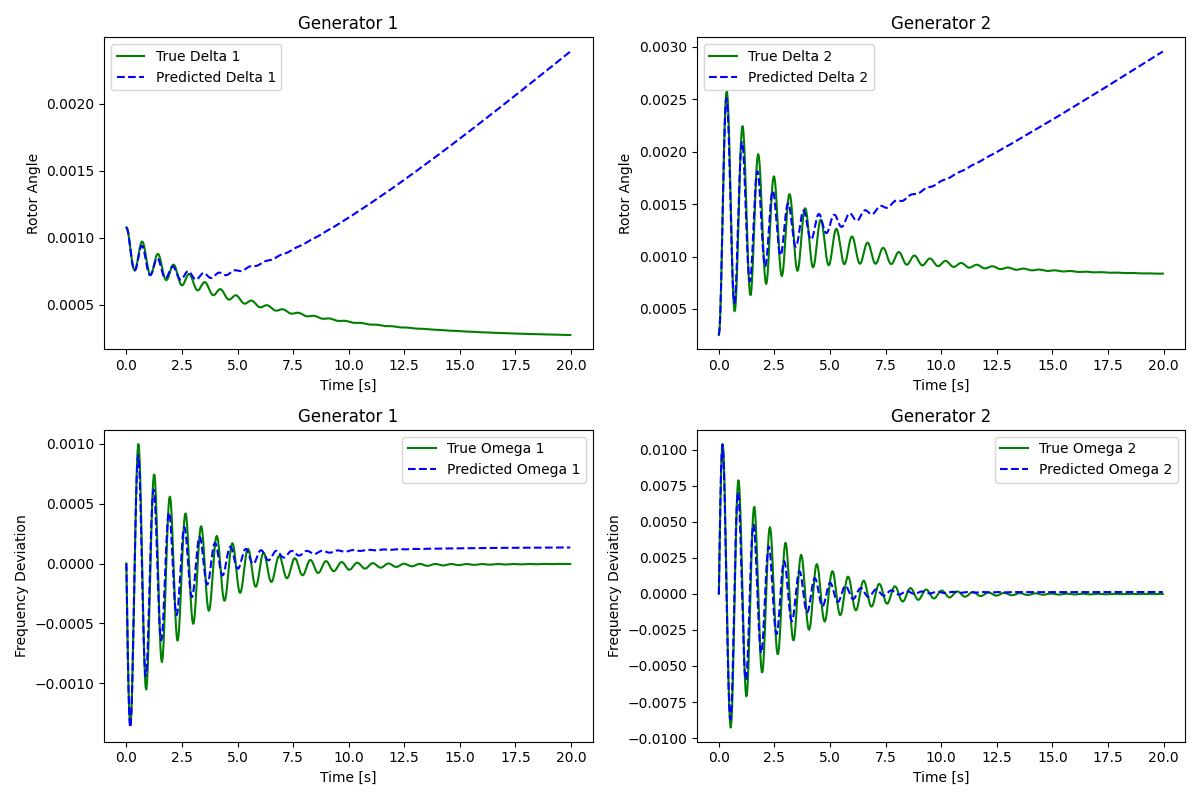 Generator 1
True Delta 1
Predicted Delta 1
Rotor Angle
0.0020
0.0015
0.0010
0.0005
0.0 2.5 5.0 7.5 10.0 12.5 15.0 17.5 20.0
Time [s]
Generator 2
True Delta 2
Predicted Delta 2
Rotor Angle
0.0030
0.0025
0.0020
0.0015
0.0010
0.0005
0.0 2.5 5.0 7.5 10.0 12.5 15.0 17.5 20.0
Time [s]
Generator 1
True Omega 1
Predicted Omega 1
Frequency Deviation
0.0010
0.0005
0.0000
−0.0005
−0.0010
0.0 2.5 5.0 7.5 10.0 12.5 15.0 17.5 20.0
Time [s]
Generator 2
True Omega 2
Predicted Omega 2
Frequency Deviation
0.0100
0.0075
0.0050
0.0025
0.0000
−0.0025
−0.0050
−0.0075
−0.0100
0.0 2.5 5.0 7.5 10.0 12.5 15.0 17.5 20.0
Time [s]